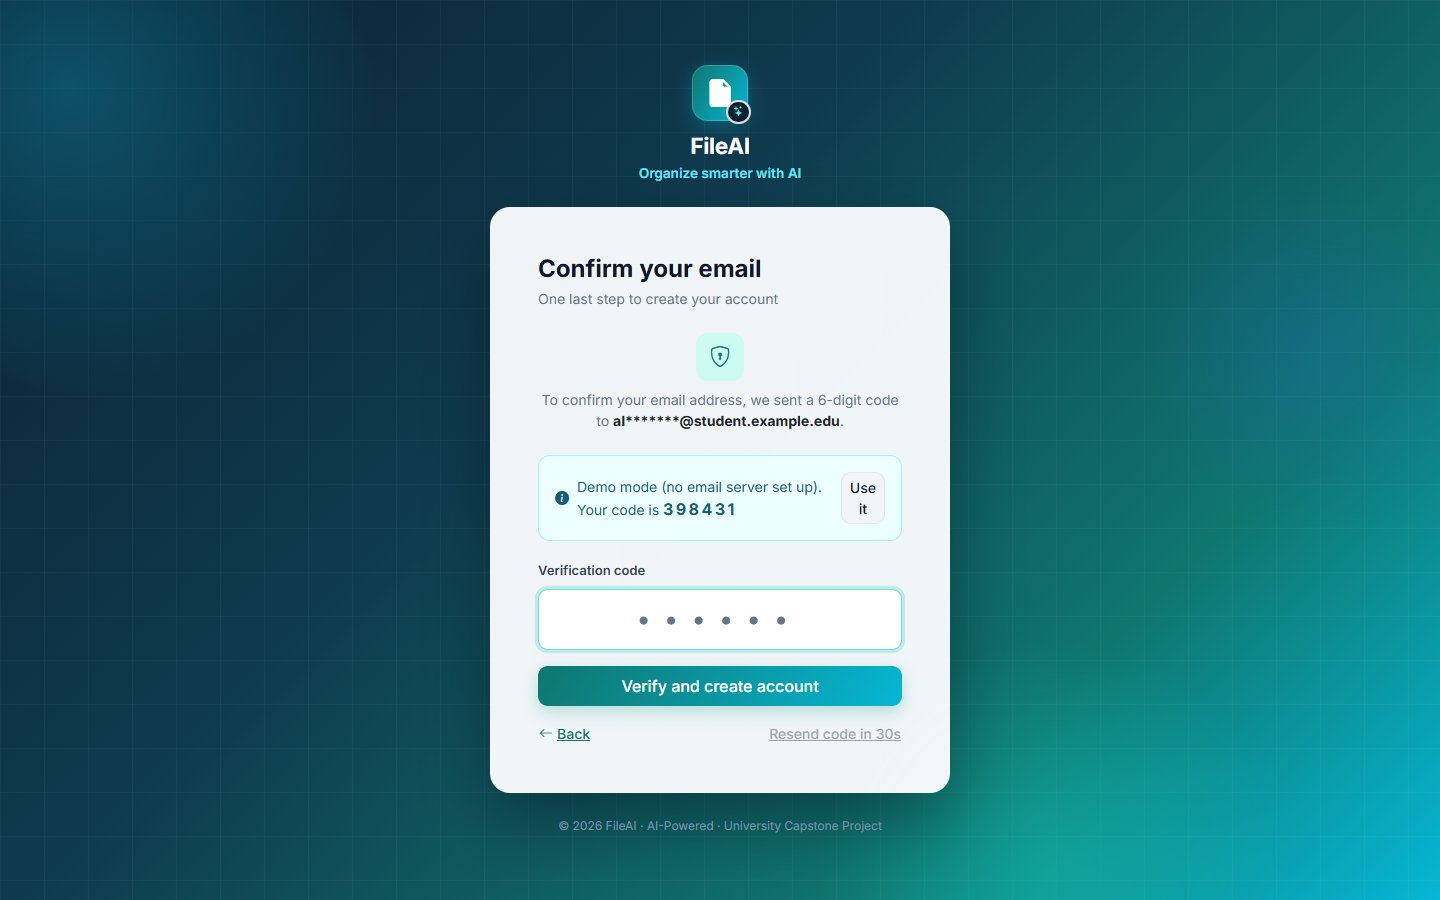 FileAI
Organize smarter with AI
Confirm your email
One last step to create your account
To confirm your email address, we sent a 6-digit code
to al*******@student.example.edu.
Demo mode (no email server set up).
Your code is 398431
Use
it
Verification code
Verify and create account
← Back
Resend code in 30s
© 2026 FileAI · AI-Powered · University Capstone Project